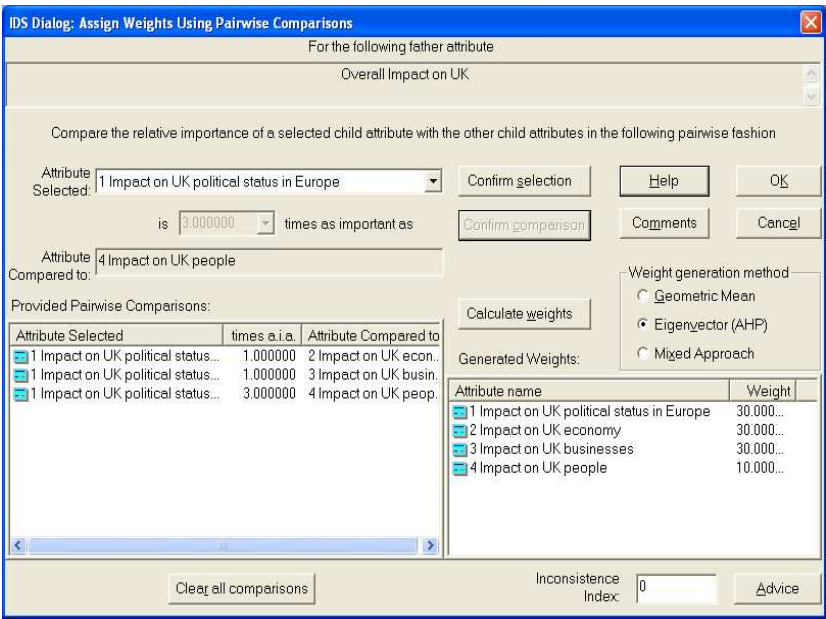 IDS Dialog: Assign Weights Using Pairwise Comparisons
For the following father attribute
Overall Impact on UK
Compare the relative importance of a selected child attribute with the other child attributes in the following pairwise fashion
Attribute Selected: 1 Impact on UK political status in Europe
Confirm selection Help OK
is 3.000000 times as important as
Confirm comparison Comments Cancel
Attribute Compared to: 4 Impact on UK people
Weight generation method
Geometric Mean
Eigenvector (AHP)
Mixed Approach
Provided Pairwise Comparisons:
Calculate weights
Attribute Selected times a.i.a. Attribute Compared to
1 Impact on UK political status... 1.000000 2 Impact on UK econ..
1 Impact on UK political status... 1.000000 3 Impact on UK busin.
1 Impact on UK political status... 3.000000 4 Impact on UK peop.
Generated Weights:
Attribute name Weight
1 Impact on UK political status in Europe 30.000...
2 Impact on UK economy 30.000...
3 Impact on UK businesses 30.000...
4 Impact on UK people 10.000...
Clear all comparisons
Inconsistence Index: 0
Advice